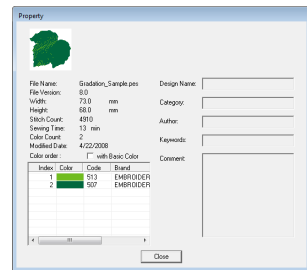 Property
File Name: Gradation_Sample.pes
File Version: 8.0
Width: 73.0 mm
Height: 68.0 mm
Stitch Count: 4910
Sewing Time: 13 min
Color Count 2
Modified Date: 4/22/2008
Color order : with Basic Color
Index Color Code Brand
1 513 EMBROIDER
2 507 EMBROIDER
Design Name:
Category:
Author:
Keywords:
Comment:
Close